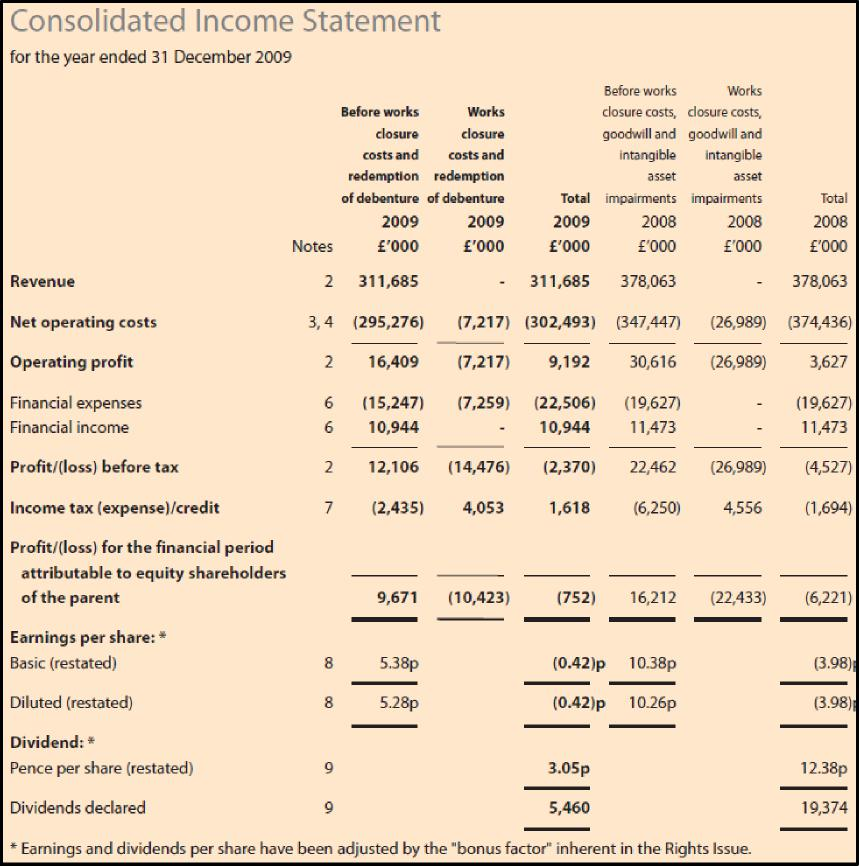 Consolidated Income Statement
for the year ended 31 December 2009
Before works Works
Before works Works closure costs, closure costs,
closure closure goodwill and goodwill and
costs and costs and intangible intangible
redemption redemption asset asset
of debenture of debenture Total impairments impairments Total
2009 2009 2009 2008 2008 2008
Notes £'000 £'000 £'000 £'000 £'000 £'000
Revenue 2 311,685 - 311,685 378,063 - 378,063
Net operating costs 3, 4 (295,276) (7,217) (302,493) (347,447) (26,989) (374,436)
Operating profit 2 16,409 (7,217) 9,192 30,616 (26,989) 3,627
Financial expenses 6 (15,247) (7,259) (22,506) (19,627) - (19,627)
Financial income 6 10,944 - 10,944 11,473 - 11,473
Profit/(loss) before tax 2 12,106 (14,476) (2,370) 22,462 (26,989) (4,527)
Income tax (expense)/credit 7 (2,435) 4,053 1,618 (6,250) 4,556 (1,694)
Profit/(loss) for the financial period
attributable to equity shareholders
of the parent 9,671 (10,423) (752) 16,212 (22,433) (6,221)
Earnings per share: *
Basic (restated) 8 5.38p (0.42)p 10.38p (3.98)p
Diluted (restated) 8 5.28p (0.42)p 10.26p (3.98)p
Dividend: *
Pence per share (restated) 9 3.05p 12.38p
Dividends declared 9 5,460 19,374
* Earnings and dividends per share have been adjusted by the "bonus factor" inherent in the Rights Issue.